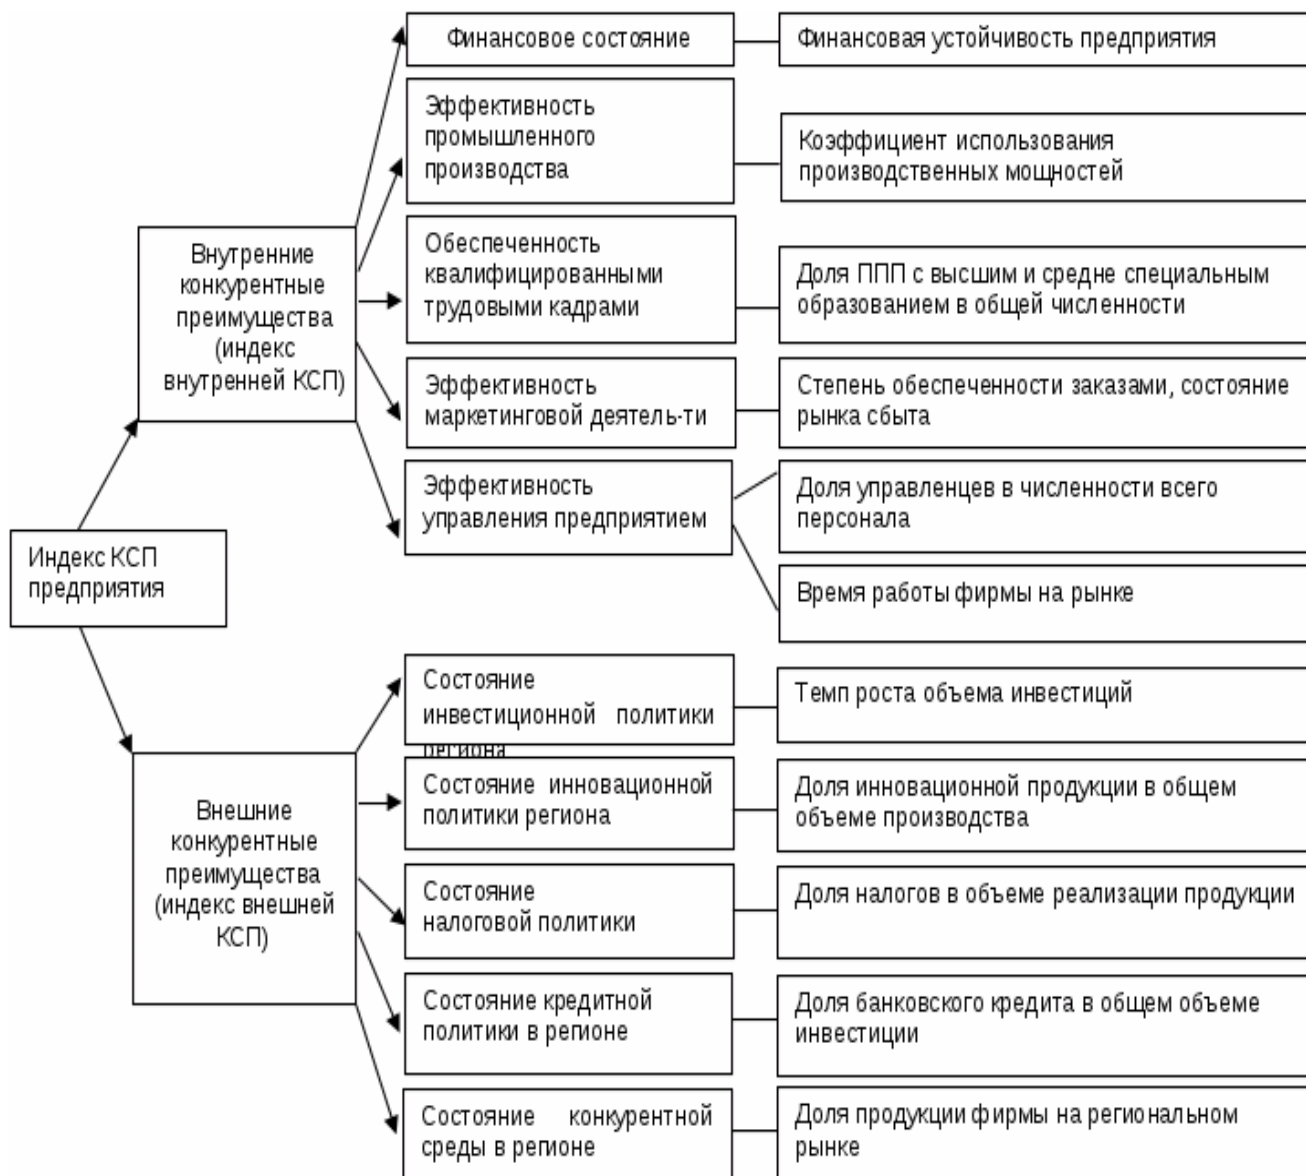 Финансовое состояние
Финансовая устойчивость предприятия
Эффективность
промышленного
производства
Коэффициент использования
производственных мощностей
Внутренние
конкурентные
преимущества
(индекс
внутренней КСП)
Обеспеченность
квалифицированными
трудовыми кадрами
Доля ППП с высшим и средне специальным
образованием в общей численности
Эффективность
маркетинговой деятель-ти
Степень обеспеченности заказами, состояние
рынка сбыта
Эффективность
управления предприятием
Доля управленцев в численности всего
персонала
Время работы фирмы на рынке
Индекс КСП
предприятия
Состояние
инвестиционной политики
региона
Темп роста объема инвестиций
Внешние
конкурентные
преимущества
(индекс внешней
КСП)
Состояние инновационной
политики региона
Доля инновационной продукции в общем
объеме производства
Состояние
налоговой политики
Доля налогов в объеме реализации продукции
Состояние кредитной
политики в регионе
Доля банковского кредита в общем объеме
инвестиции
Состояние конкурентной
среды в регионе
Доля продукции фирмы на региональном
рынке